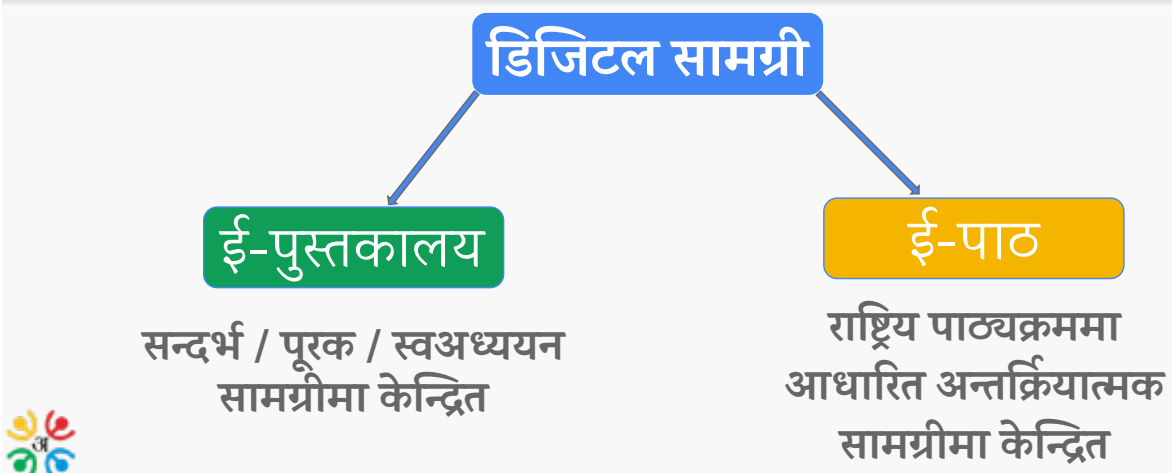 डिजिटल सामग्री
ई-पुस्तकालय
सन्दर्भ / पूरक / स्वअध्ययन
सामग्रीमा केन्द्रित
ई-पाठ
राष्ट्रिय पाठ्यक्रममा
आधारित अन्तर्क्रियात्मक
सामग्रीमा केन्द्रित
अ